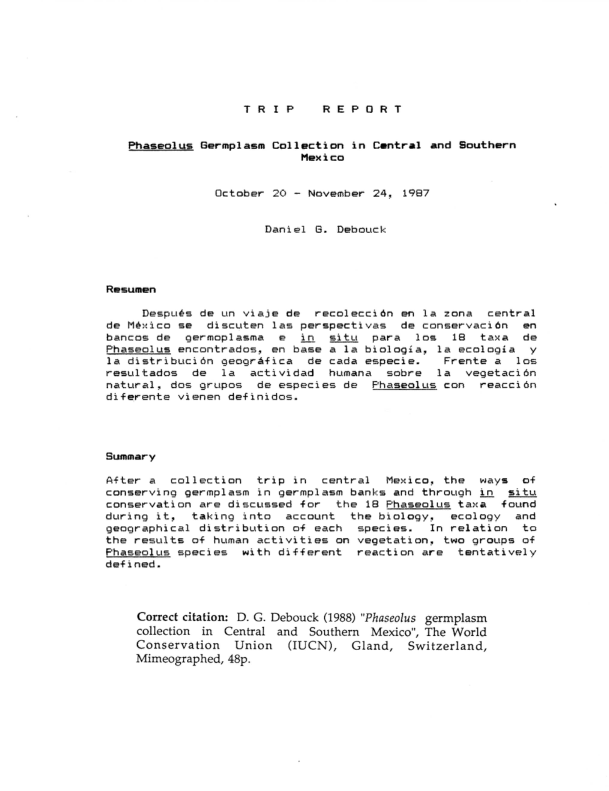 TRIP REPORT
Phaseolus Germplasm Collection in Central and Southern
Mexico
October 20 - November 24, 1987
Daniel G. Debouck
Resumen
Después de un viaje de recolección en la zona central
de México se discuten las perspectivas de conservación en
bancos de germoplasma e in situ para los 18 taxa de
Phaseolus encontrados, en base a la biología, la ecología y
la distribución geográfica de cada especie. Frente a los
resultados de la actividad humana sobre la vegetación
natural, dos grupos de especies de Phaseolus con reacción
diferente vienen definidos.
Summary
After a collection trip in central Mexico, the ways of
conserving germplasm in germplasm banks and through in situ
conservation are discussed for the 18 Phaseolus taxa found
during it, taking into account the biology, ecology and
geographical distribution of each species. In relation to
the results of human activities on vegetation, two groups of
Phaseolus species with different reaction are tentatively
defined.
Correct citation: D. G. Debouck (1988) "Phaseolus germplasm
collection in Central and Southern Mexico", The World
Conservation Union (IUCN), Gland, Switzerland,
Mimeographed, 48p.